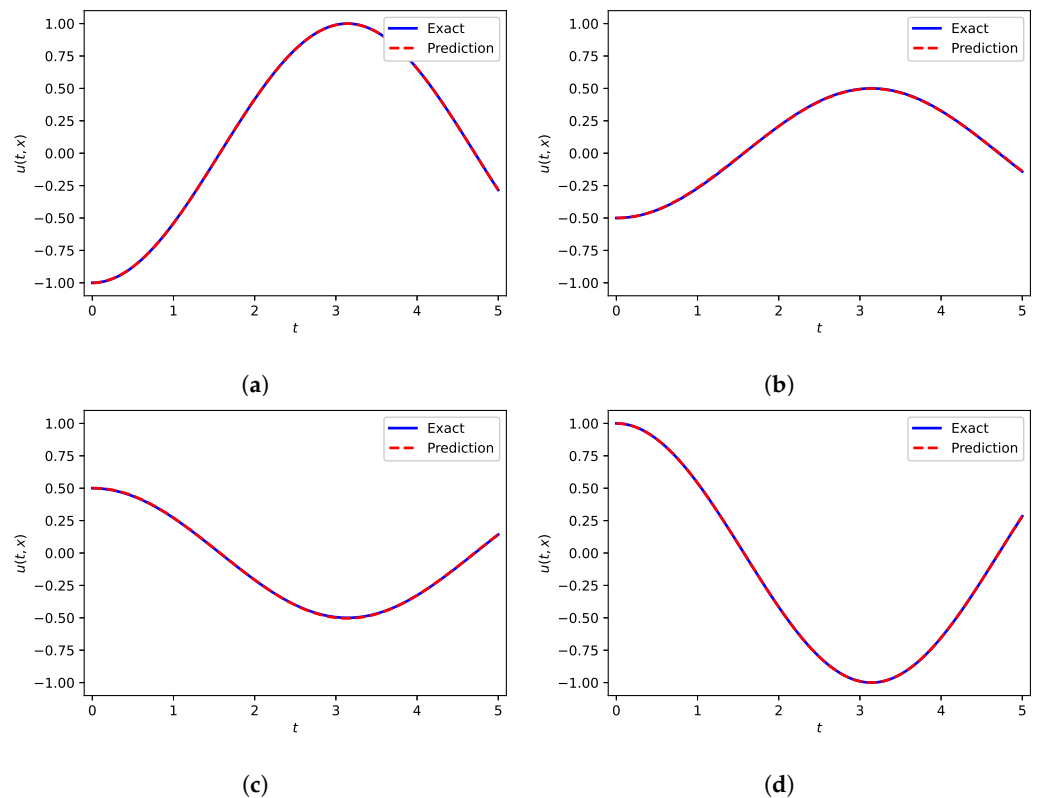 1.00
0.75
0.50
0.25
0.00
−0.25
−0.50
−0.75
−1.00
u(t, x)
Exact
Prediction
0 1 2 3 4 5
t
(a)
1.00
0.75
0.50
0.25
0.00
−0.25
−0.50
−0.75
−1.00
u(t, x)
Exact
Prediction
0 1 2 3 4 5
t
(b)
1.00
0.75
0.50
0.25
0.00
−0.25
−0.50
−0.75
−1.00
u(t, x)
Exact
Prediction
0 1 2 3 4 5
t
(c)
1.00
0.75
0.50
0.25
0.00
−0.25
−0.50
−0.75
−1.00
u(t, x)
Exact
Prediction
0 1 2 3 4 5
t
(d)